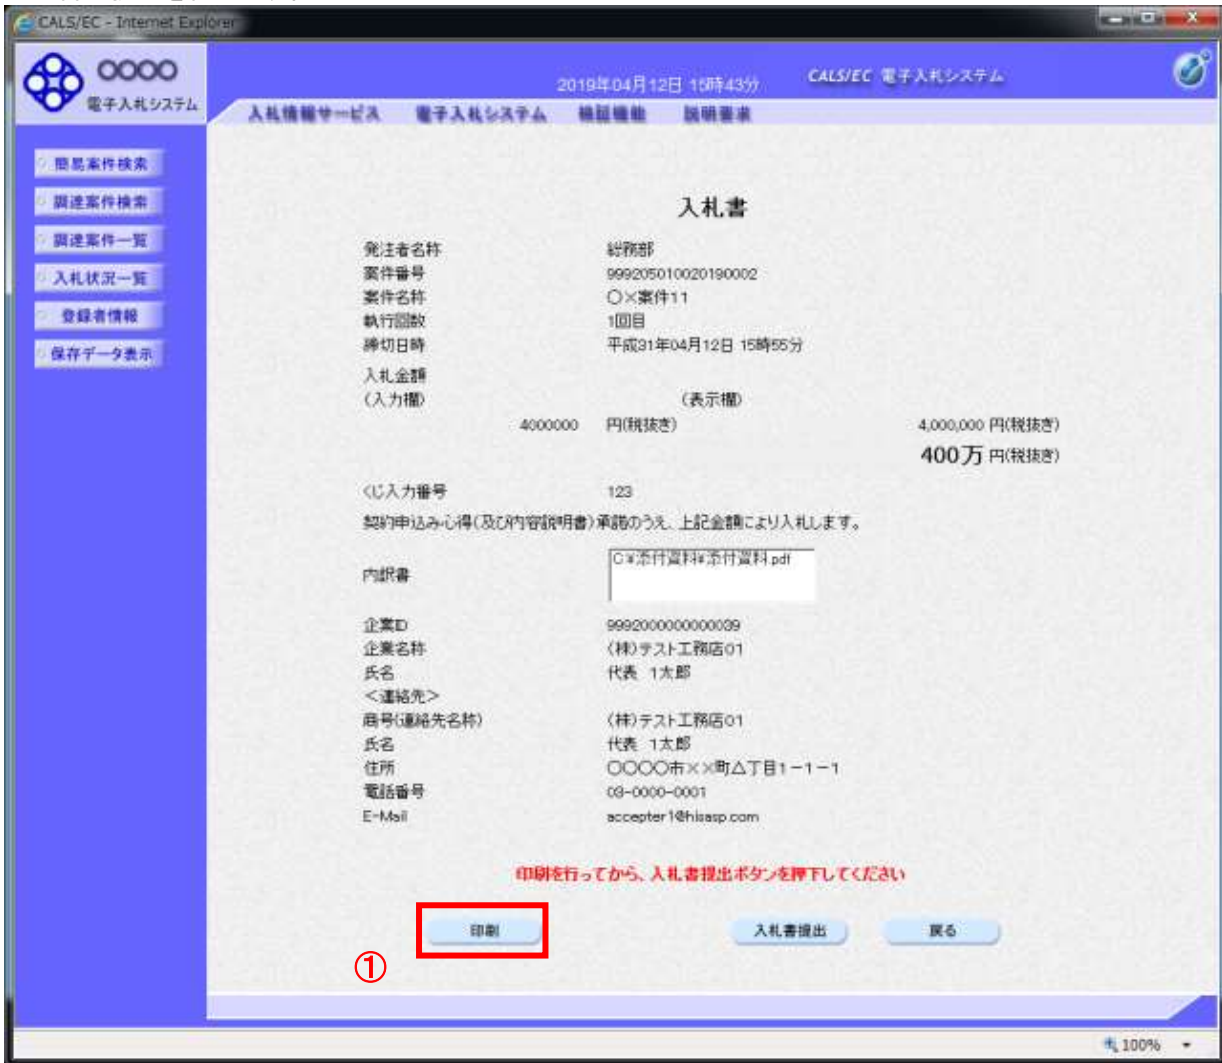 CALS/EC - Internet Explorer
○○○○
電子入札システム
2019年04月12日 15時43分
CALS/EC 電子入札システム
入札情報サービス 電子入札システム 検証機能 説明要求
簡易案件検索
調達案件検索
調達案件一覧
入札状況一覧
登録者情報
保存データ表示
入札書
発注者名称 総務部
案件番号 999205010020190002
案件名称 ○×案件11
執行回数 1回目
締切日時 平成31年04月12日 15時55分
入札金額
(入力欄) (表示欄)
4000000 円(税抜き) 4,000,000 円(税抜き)
400万 円(税抜き)
くじ入力番号 123
契約申込み心得(及び内容説明書)承諾のうえ、上記金額により入札します。
内訳書 C:¥添付資料¥添付資料.pdf
企業ID 9992000000000039
企業名称 (株)テスト工務店01
氏名 代表 1太郎
<連絡先>
商号(連絡先名称) (株)テスト工務店01
氏名 代表 1太郎
住所 ○○○○市××町△丁目1-1-1
電話番号 03-0000-0001
E-Mail accepter1@hisasp.com
印刷を行ってから、入札書提出ボタンを押下してください
印刷 入札書提出 戻る
①
100%